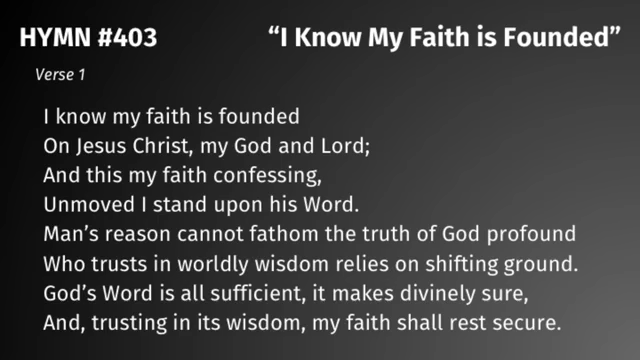 HYMN #403
“I Know My Faith is Founded”
Verse 1
I know my faith is founded
On Jesus Christ, my God and Lord;
And this my faith confessing,
Unmoved I stand upon his Word.
Man’s reason cannot fathom the truth of God profound
Who trusts in worldly wisdom relies on shifting ground.
God’s Word is all sufficient, it makes divinely sure,
And, trusting in its wisdom, my faith shall rest secure.